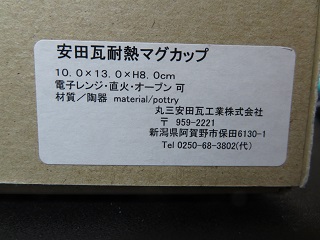 安田瓦耐熱マグカップ
10.0×13.0×H8.0cm
電子レンジ・直火・オーブン 可
材質／陶器 material/pottry
丸三安田瓦工業株式会社
〒 959-2221
新潟県阿賀野市保田6130-1
Tel 0250-68-3802(代)